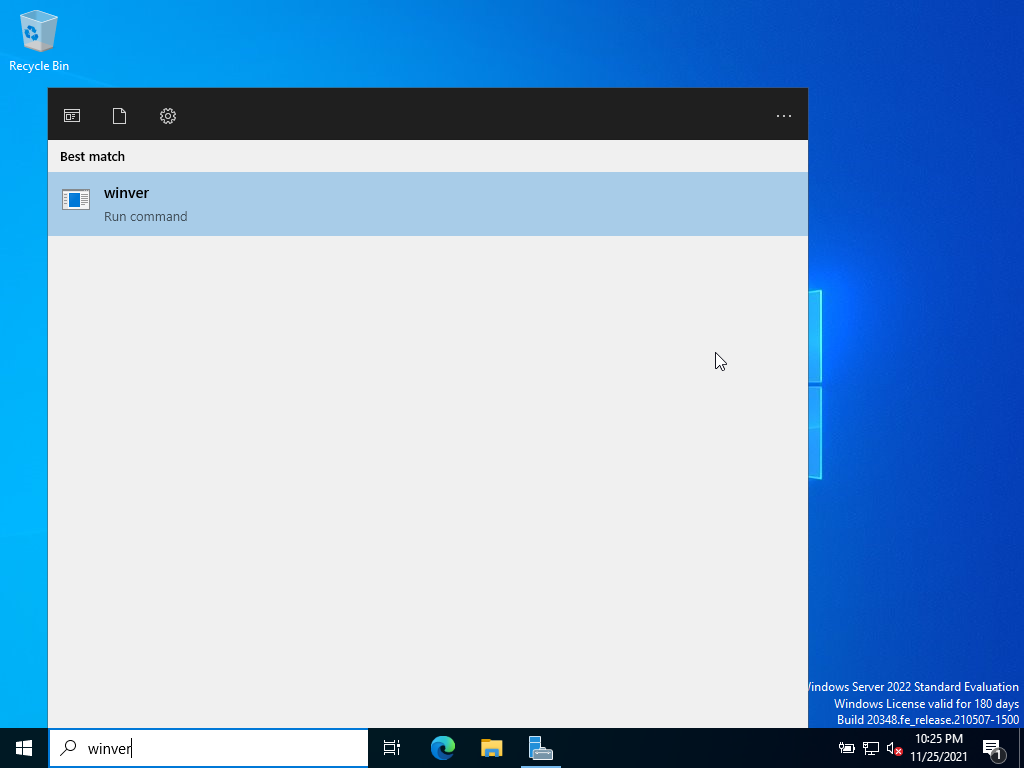 Recycle Bin
Best match
winver
Run command
Windows Server 2022 Standard Evaluation
Windows License valid for 180 days
Build 20348.fe_release.210507-1500
winver
10:25 PM
11/25/2021
1